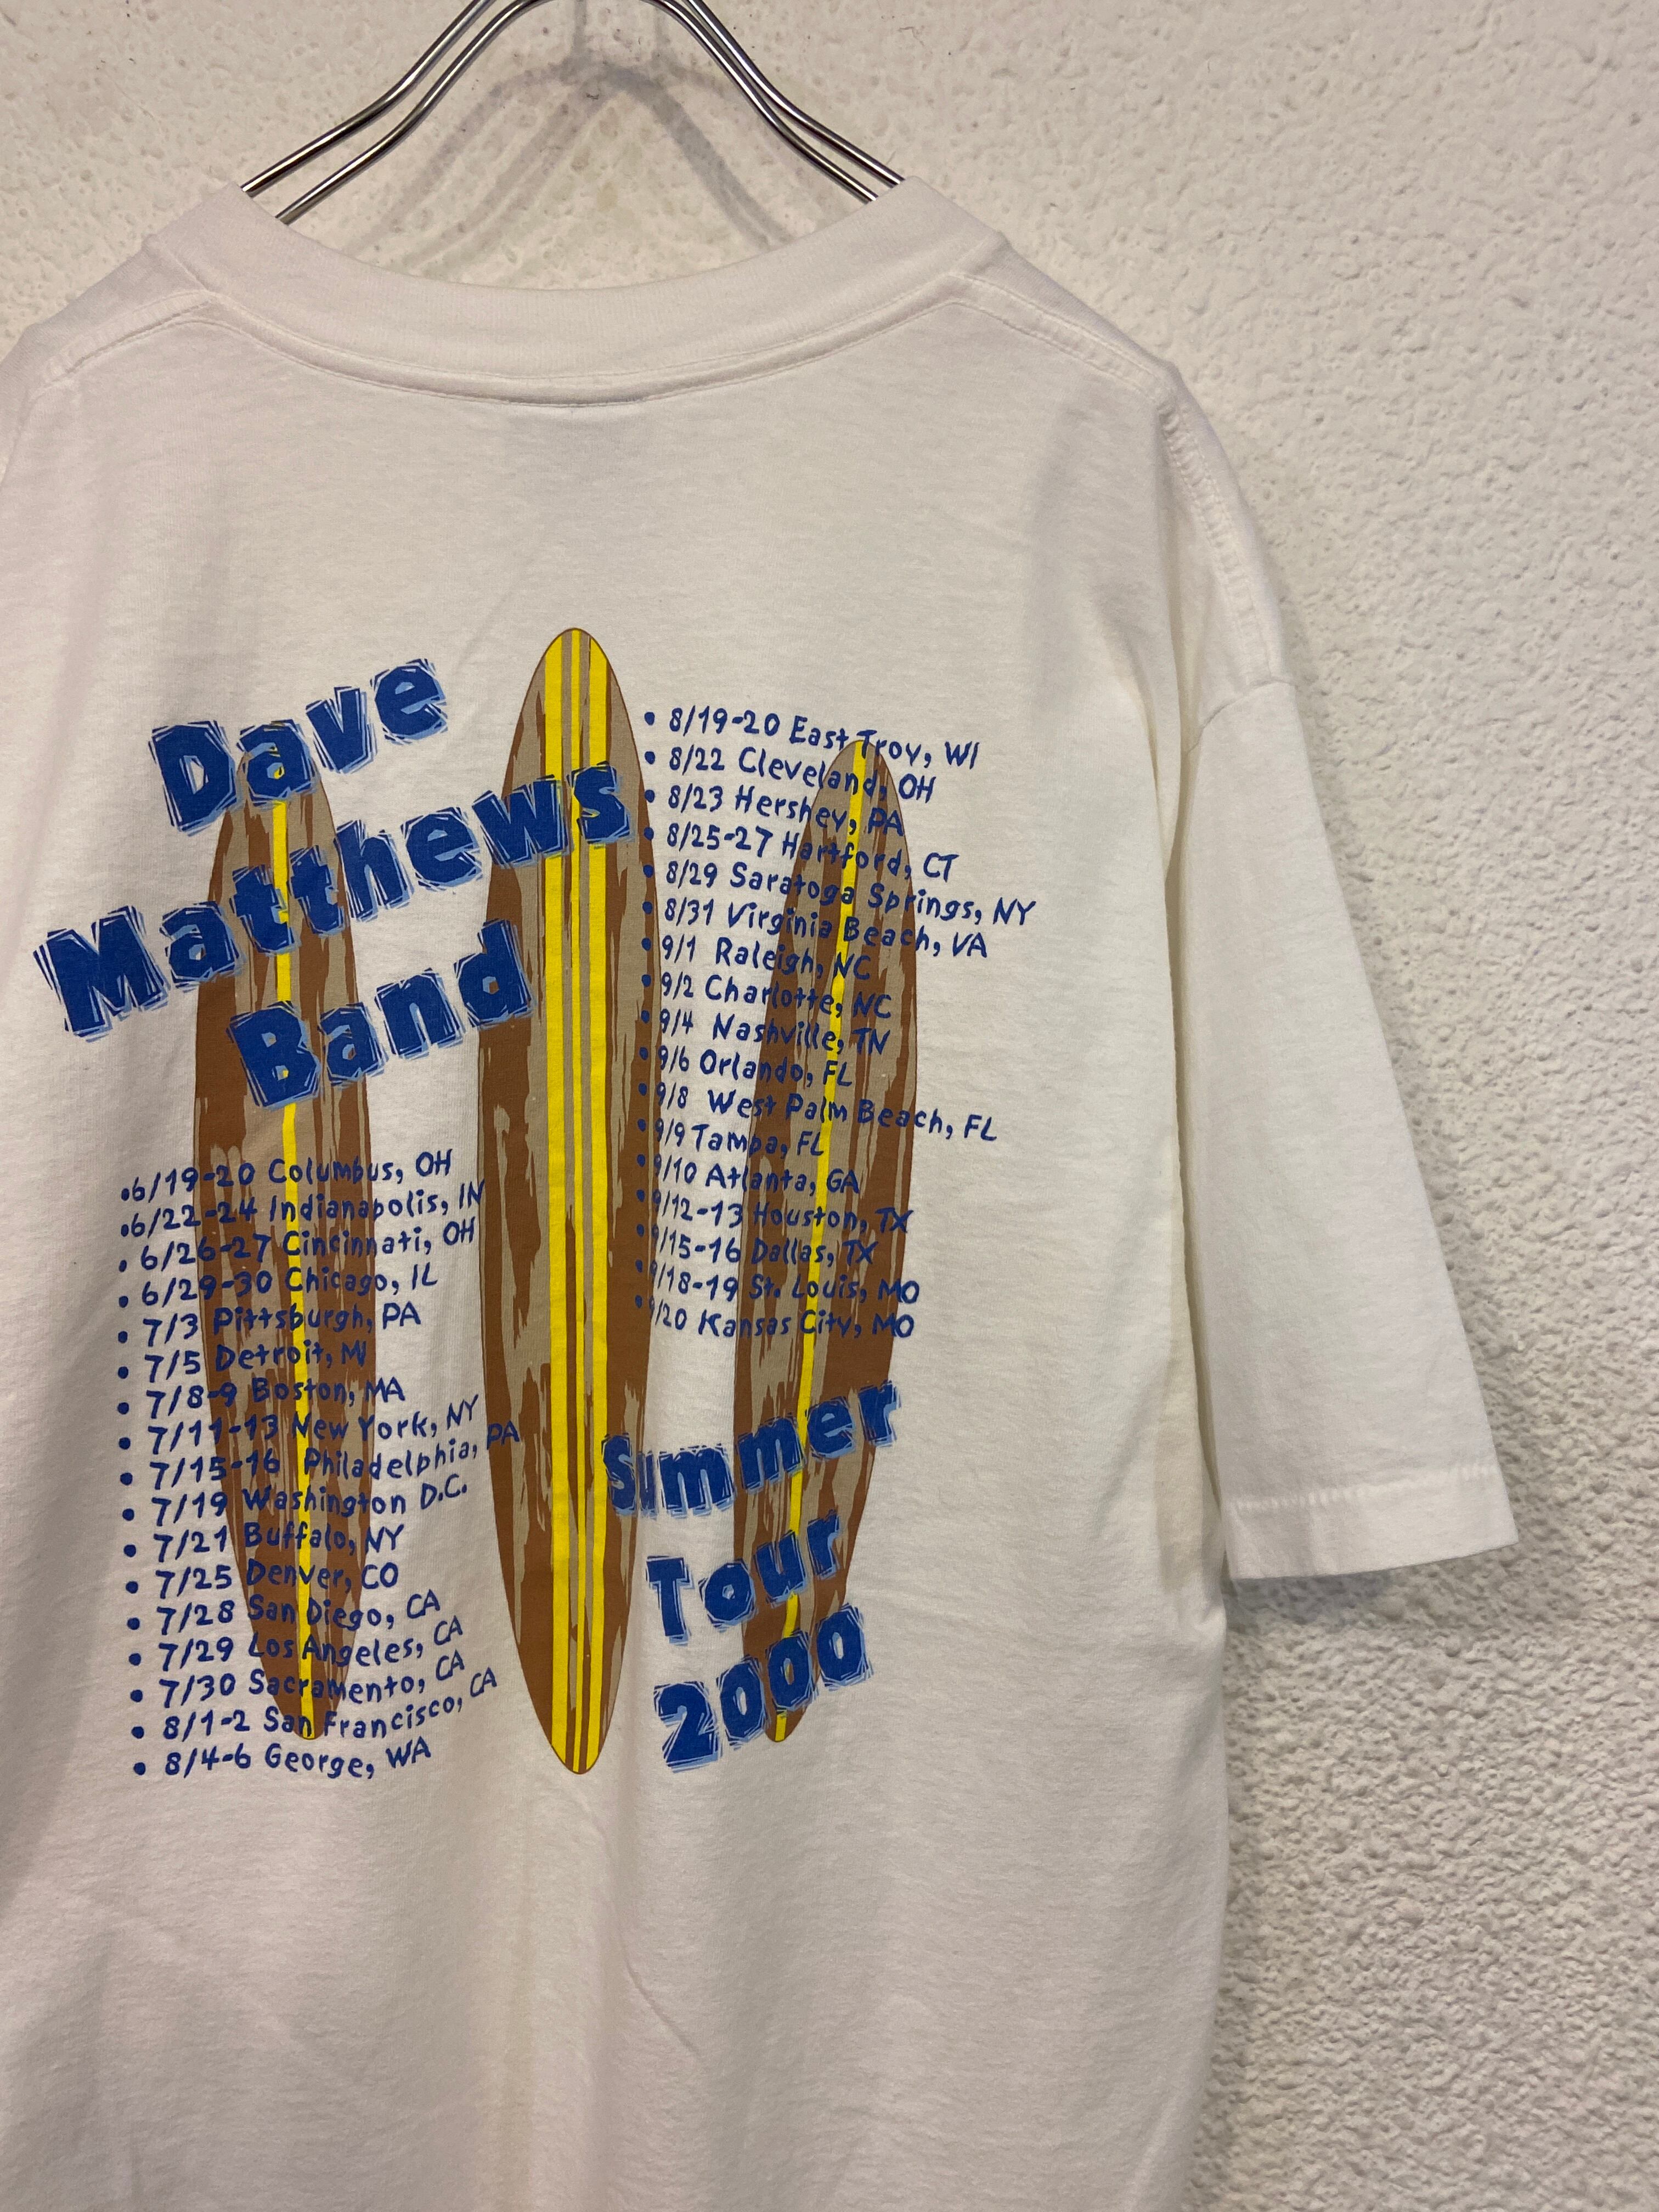 Dave
Matthews
Band
•6/19-20 Columbus, OH
•6/22-24 Indianapolis, IN
• 6/26-27 Cincinnati, OH
• 6/29-30 Chicago, IL
• 7/3 Pittsburgh, PA
• 7/5 Detroit, MI
• 7/8-9 Boston, MA
• 7/11-13 New York, NY
• 7/15-16 Philadelphia, PA
• 7/19 Washington D.C.
• 7/21 Buffalo, NY
• 7/25 Denver, CO
• 7/28 San Diego, CA
• 7/29 Los Angeles, CA
• 7/30 Sacramento, CA
• 8/1-2 San Francisco, CA
• 8/4-6 George, WA
• 8/19-20 East Troy, WI
• 8/22 Cleveland, OH
• 8/23 Hershey, PA
• 8/25-27 Hartford, CT
• 8/29 Saratoga Springs, NY
• 8/31 Virginia Beach, VA
• 9/1 Raleigh, NC
• 9/2 Charlotte, NC
• 9/4 Nashville, TN
• 9/6 Orlando, FL
• 9/8 West Palm Beach, FL
• 9/9 Tampa, FL
• 9/10 Atlanta, GA
• 9/12-13 Houston, TX
• 9/15-16 Dallas, TX
• 9/18-19 St. Louis, MO
• 9/20 Kansas City, MO
Summer
Tour
2000